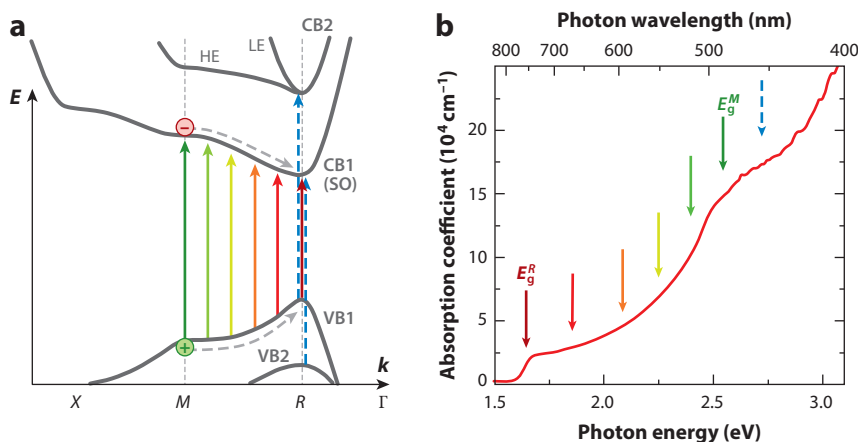 a
E
HE
LE
CB2
CB1
(SO)
VB1
VB2
−
+
k
X
M
R
Γ
b
Photon wavelength (nm)
800
700
600
500
400
Absorption coefficient (10⁴ cm⁻¹)
20
15
10
5
0
E_g^R
E_g^M
1.5
2.0
2.5
3.0
Photon energy (eV)